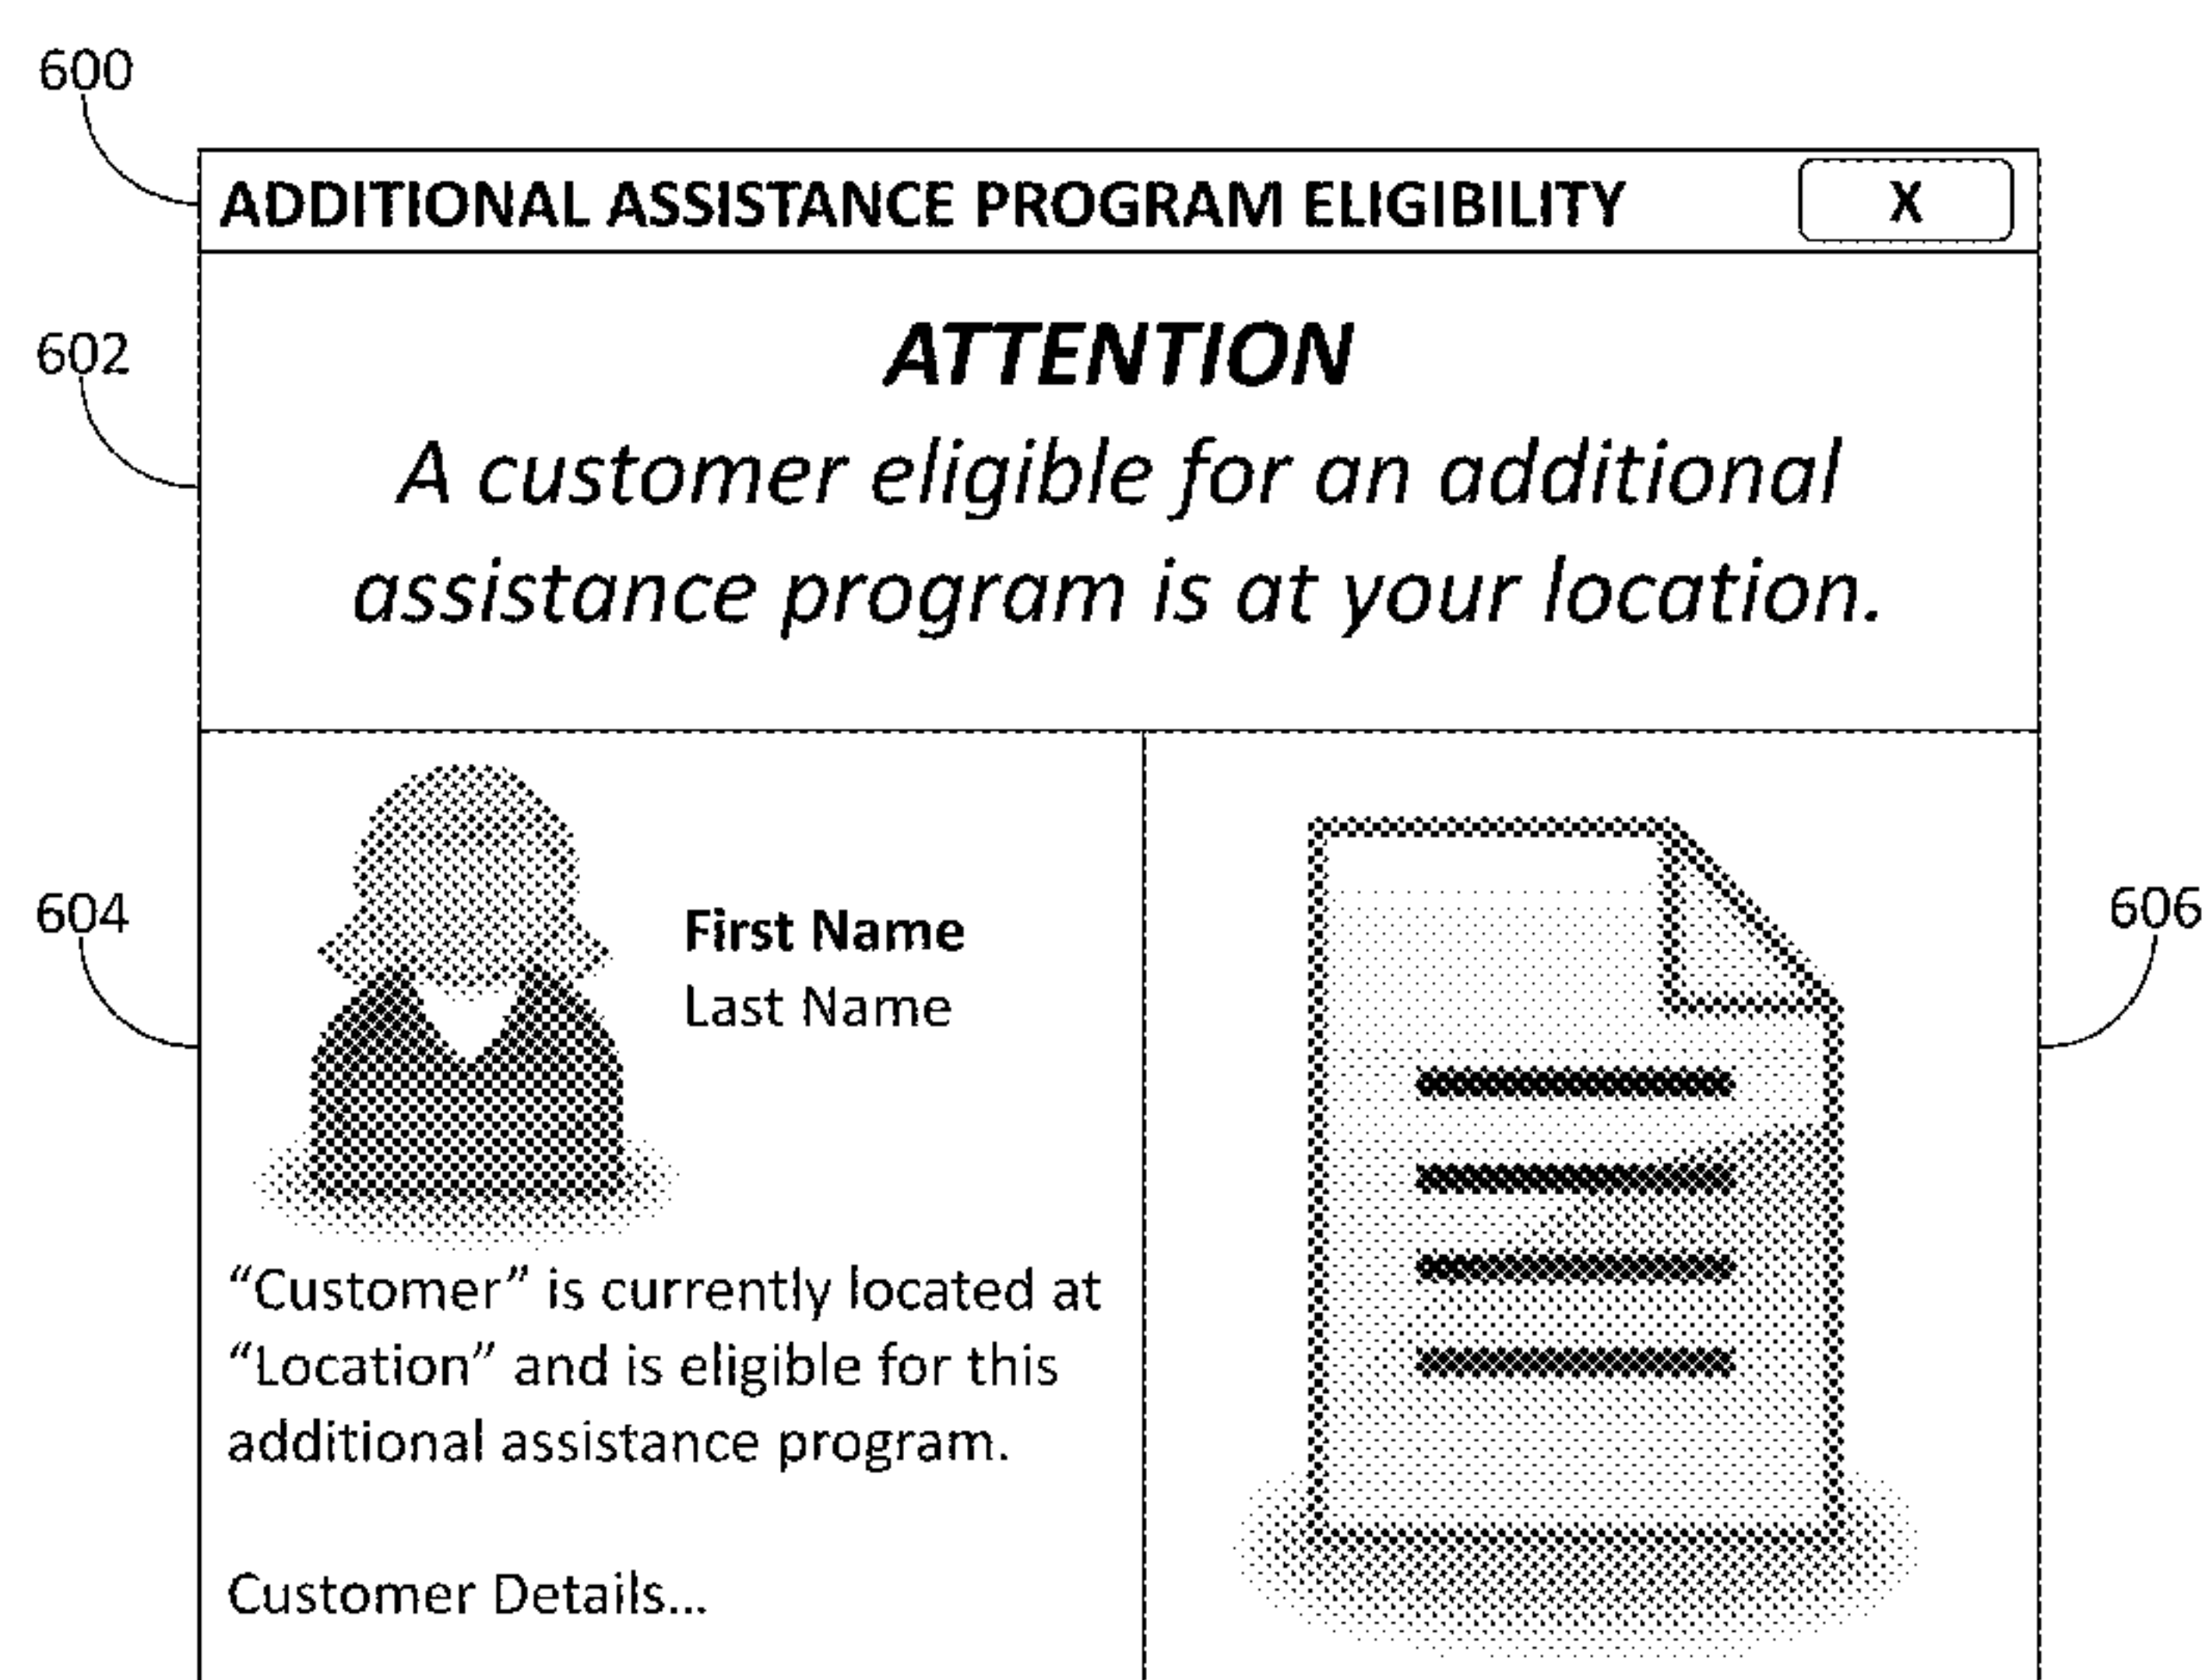 600
ADDITIONAL ASSISTANCE PROGRAM ELIGIBILITY X
602
ATTENTION
A customer eligible for an additional
assistance program is at your location.
604
First Name
Last Name
606
“Customer” is currently located at
“Location” and is eligible for this
additional assistance program.
Customer Details...